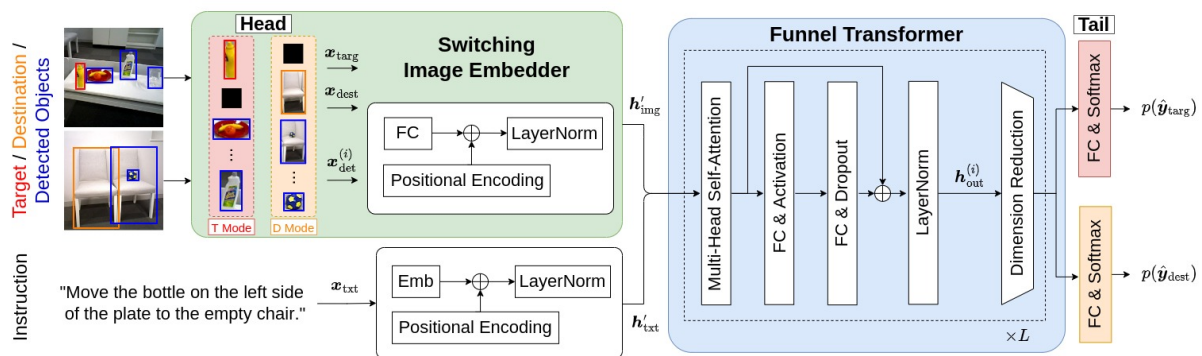 Target / Destination /
Detected Objects
Instruction
Head
T Mode
D Mode
Switching
Image Embedder
x_targ
x_dest
x_det^(i)
FC
LayerNorm
Positional Encoding
h'_img
"Move the bottle on the left side
of the plate to the empty chair."
x_txt
Emb
LayerNorm
Positional Encoding
h'_txt
Funnel Transformer
Multi-Head Self-Attention
FC & Activation
FC & Dropout
LayerNorm
h_out^(i)
Dimension Reduction
×L
Tail
FC & Softmax
p(ŷ_targ)
FC & Softmax
p(ŷ_dest)